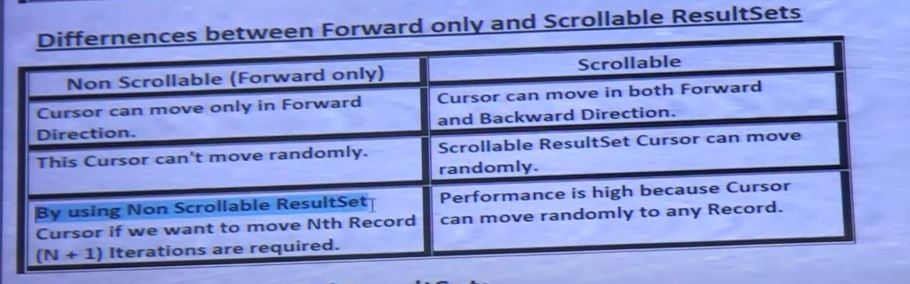 Differnences between Forward only and Scrollable ResultSets
Non Scrollable (Forward only)
Scrollable
Cursor can move only in Forward
Direction.
Cursor can move in both Forward
and Backward Direction.
This Cursor can't move randomly.
Scrollable ResultSet Cursor can move
randomly.
By using Non Scrollable ResultSet
Cursor if we want to move Nth Record
(N + 1) Iterations are required.
Performance is high because Cursor
can move randomly to any Record.